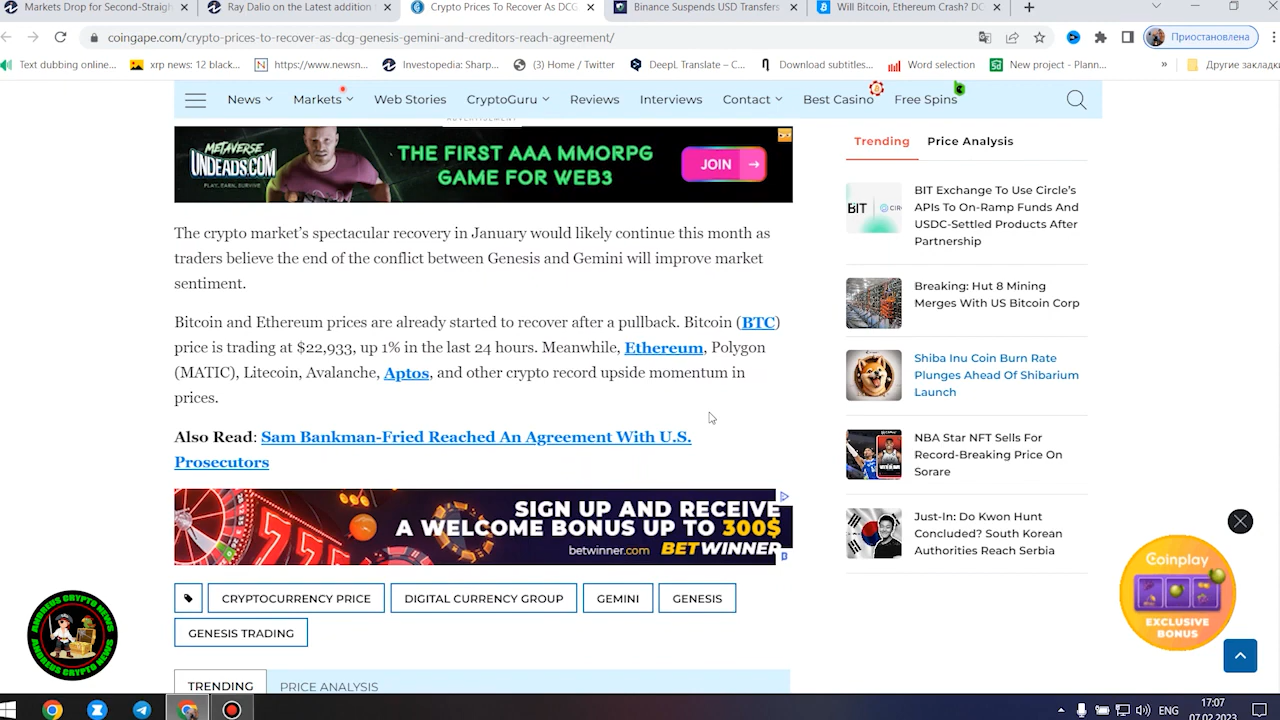 Markets Drop for Second-Straigh
Ray Dalio on the Latest addition
Crypto Prices To Recover As DCG,
Binance Suspends USD Transfers
Will Bitcoin, Ethereum Crash? DC
coingape.com/crypto-prices-to-recover-as-dcg-genesis-gemini-and-creditors-reach-agreement/
Приостановлена
Text dubbing online...
xrp news: 12 black...
https://www.newsn...
Investopedia: Sharp...
(3) Home / Twitter
DeepL Translate – C...
Download subtitles...
Word selection
New project - Plann...
»
Другие закладки
News
Markets
Web Stories
CryptoGuru
Reviews
Interviews
Contact
Best Casino
Free Spins
ADVERTISEMENT
METAVERSE
UNDEADS.COM
PLAY. EARN. SURVIVE.
THE FIRST AAA MMORPG
GAME FOR WEB3
JOIN →
The crypto market's spectacular recovery in January would likely continue this month as
traders believe the end of the conflict between Genesis and Gemini will improve market
sentiment.
Bitcoin and Ethereum prices are already started to recover after a pullback. Bitcoin (BTC)
price is trading at $22,933, up 1% in the last 24 hours. Meanwhile, Ethereum, Polygon
(MATIC), Litecoin, Avalanche, Aptos, and other crypto record upside momentum in
prices.
Also Read: Sam Bankman-Fried Reached An Agreement With U.S.
Prosecutors
SIGN UP AND RECEIVE
A WELCOME BONUS UP TO 300$
betwinner.com BETWINNER
CRYPTOCURRENCY PRICE
DIGITAL CURRENCY GROUP
GEMINI
GENESIS
GENESIS TRADING
TRENDING
PRICE ANALYSIS
Trending
Price Analysis
BIT
CIR
BIT Exchange To Use Circle's
APIs To On-Ramp Funds And
USDC-Settled Products After
Partnership
Breaking: Hut 8 Mining
Merges With US Bitcoin Corp
Shiba Inu Coin Burn Rate
Plunges Ahead Of Shibarium
Launch
NBA Star NFT Sells For
Record-Breaking Price On
Sorare
Just-In: Do Kwon Hunt
Concluded? South Korean
Authorities Reach Serbia
Coinplay
EXCLUSIVE
BONUS
ANDREUS CRYPTO NEWS
ANDREUS CRYPTO NEWS
ENG
17:07
07.02.2023